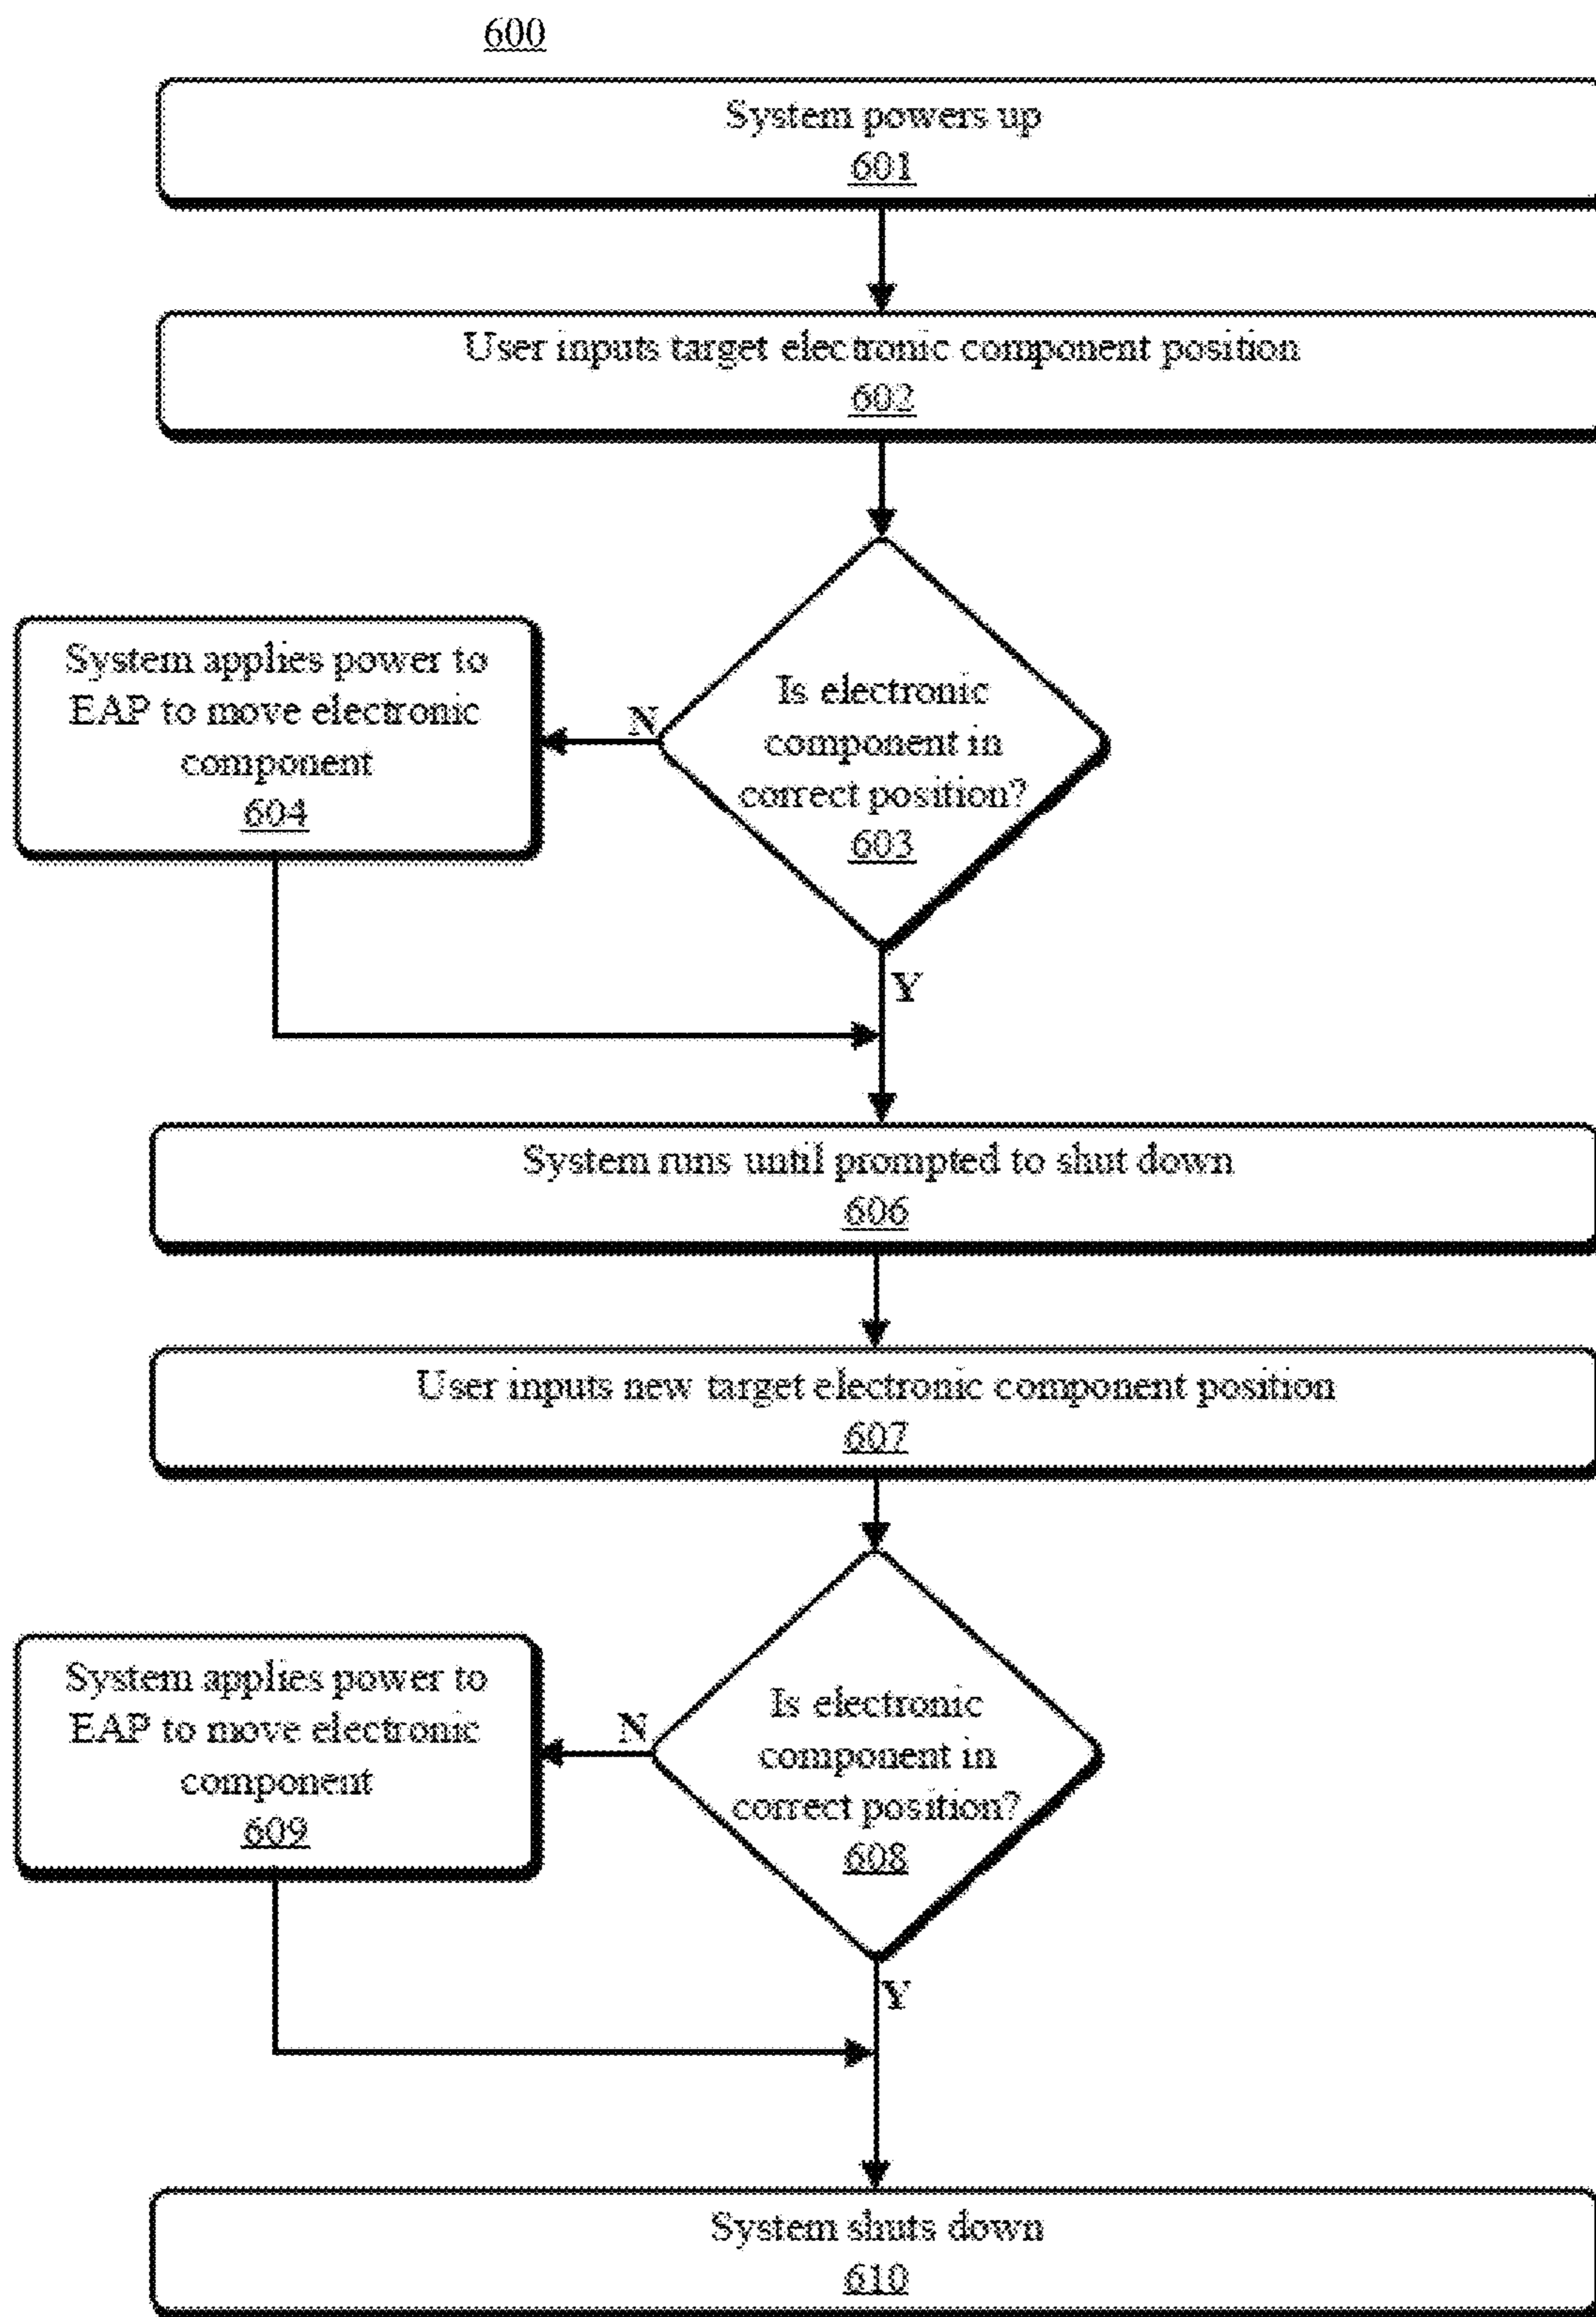 600
System powers up
601
User inputs target electronic component position
602
System applies power to
EAP to move electronic
component
604
N
Is electronic
component in
correct position?
603
Y
System runs until prompted to shut down
606
User inputs new target electronic component position
607
System applies power to
EAP to move electronic
component
609
N
Is electronic
component in
correct position?
608
Y
System shuts down
610